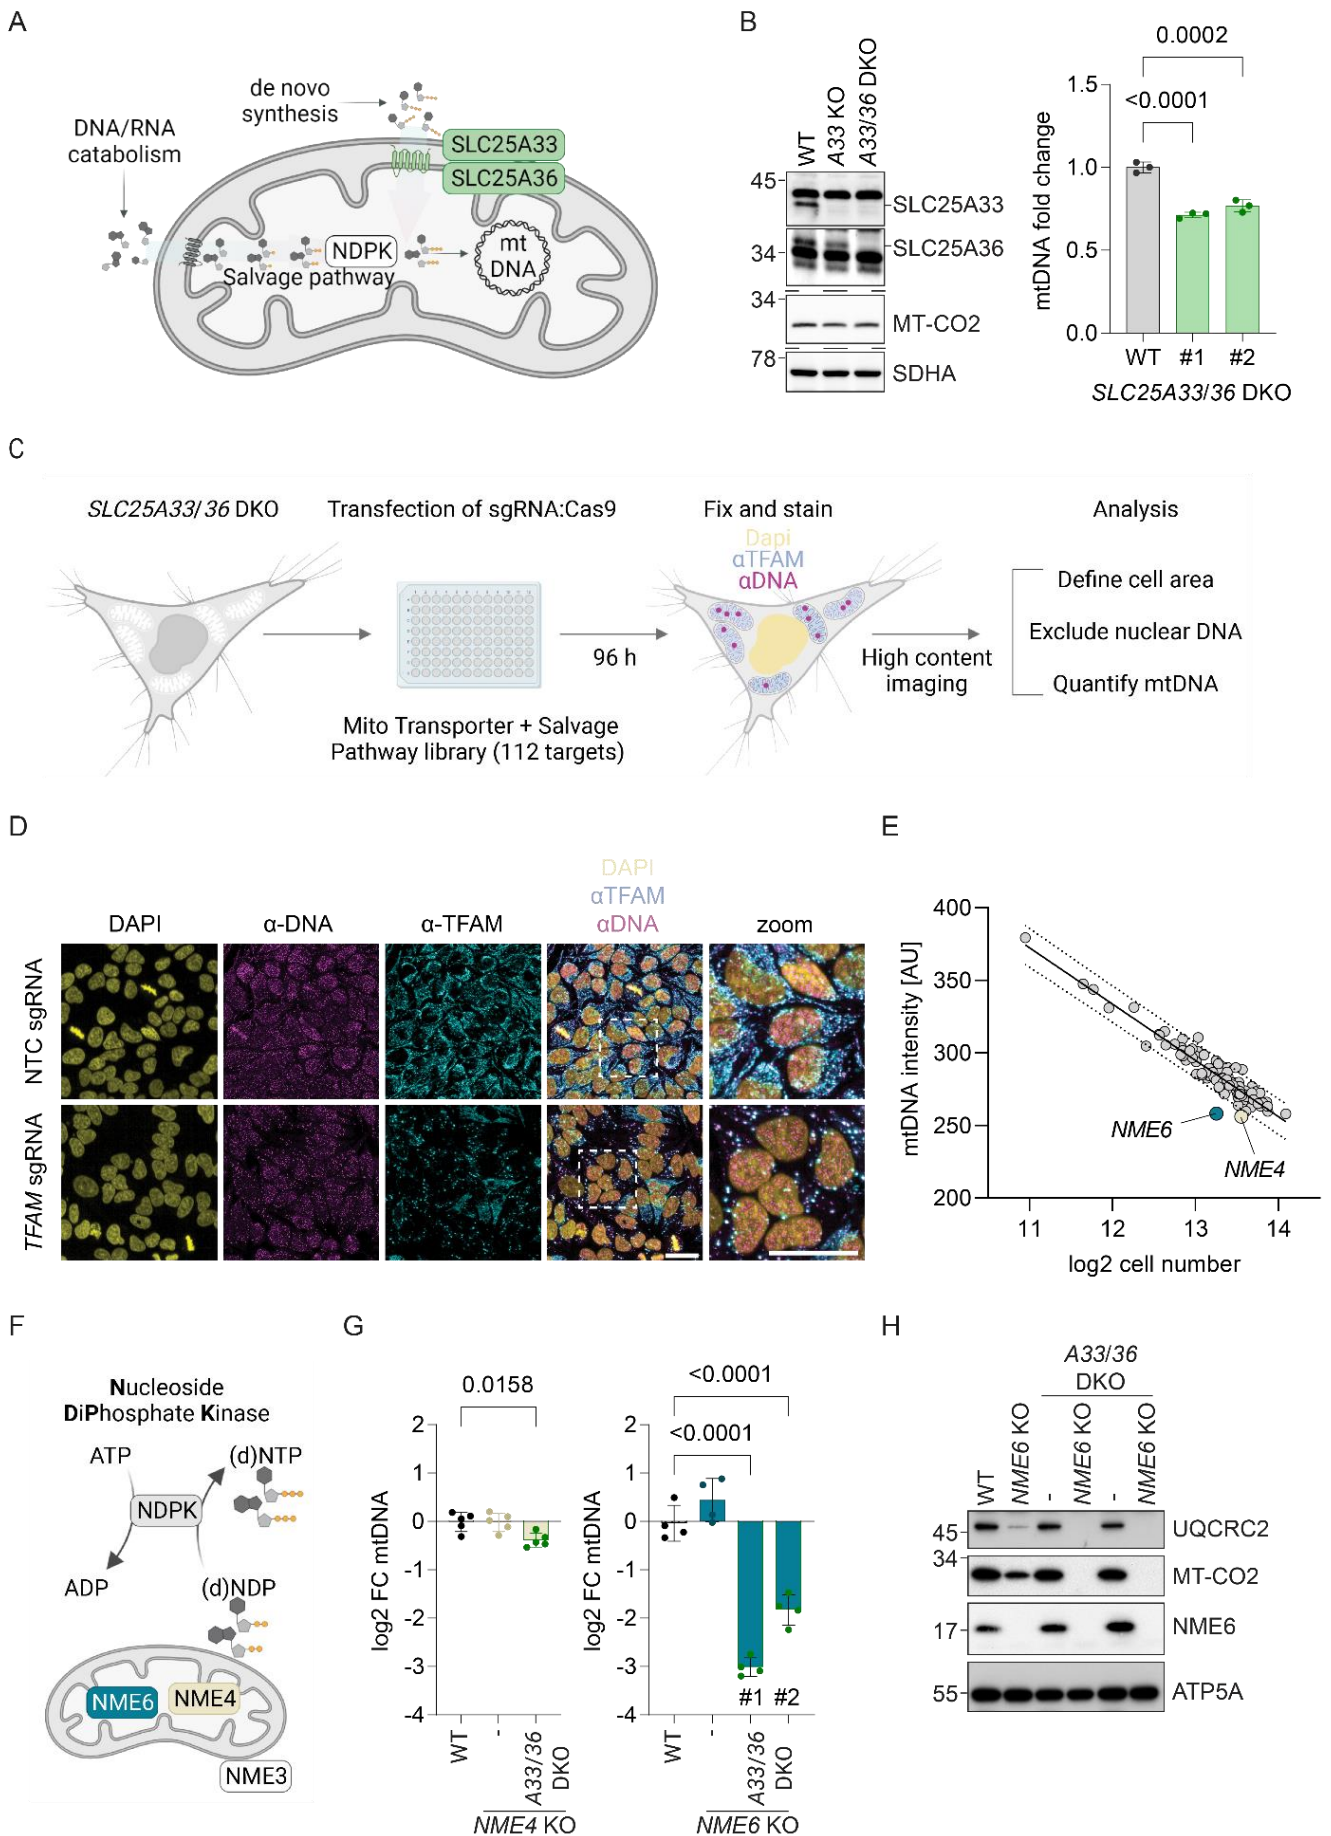 A
de novo
synthesis
DNA/RNA
catabolism
SLC25A33
SLC25A36
NDPK
Salvage pathway
mt
DNA
B
WT
A33 KO
A33/36 DKO
45
SLC25A33
34
SLC25A36
34
MT-CO2
78
SDHA
0.0002
<0.0001
mtDNA fold change
1.5
1.0
0.5
0.0
WT
#1
#2
SLC25A33/36 DKO
C
SLC25A33/36 DKO
Transfection of sgRNA:Cas9
Fix and stain
Analysis
Dapi
αTFAM
αDNA
96 h
High content
imaging
Define cell area
Exclude nuclear DNA
Quantify mtDNA
Mito Transporter + Salvage
Pathway library (112 targets)
D
DAPI
αTFAM
αDNA
DAPI
α-DNA
α-TFAM
zoom
NTC sgRNA
TFAM sgRNA
E
mtDNA intensity [AU]
400
350
300
250
200
NME6
NME4
11
12
13
14
log2 cell number
F
Nucleoside
DiPhosphate Kinase
ATP
(d)NTP
NDPK
ADP
(d)NDP
NME6
NME4
NME3
G
0.0158
log2 FC mtDNA
2
1
0
-1
-2
-3
-4
WT
-
A33/36
DKO
NME4 KO
<0.0001
<0.0001
log2 FC mtDNA
2
1
0
-1
-2
-3
-4
#1
#2
WT
-
A33/36
DKO
NME6 KO
H
A33/36
DKO
WT
NME6 KO
-
NME6 KO
-
NME6 KO
45
UQCRC2
34
MT-CO2
17
NME6
55
ATP5A